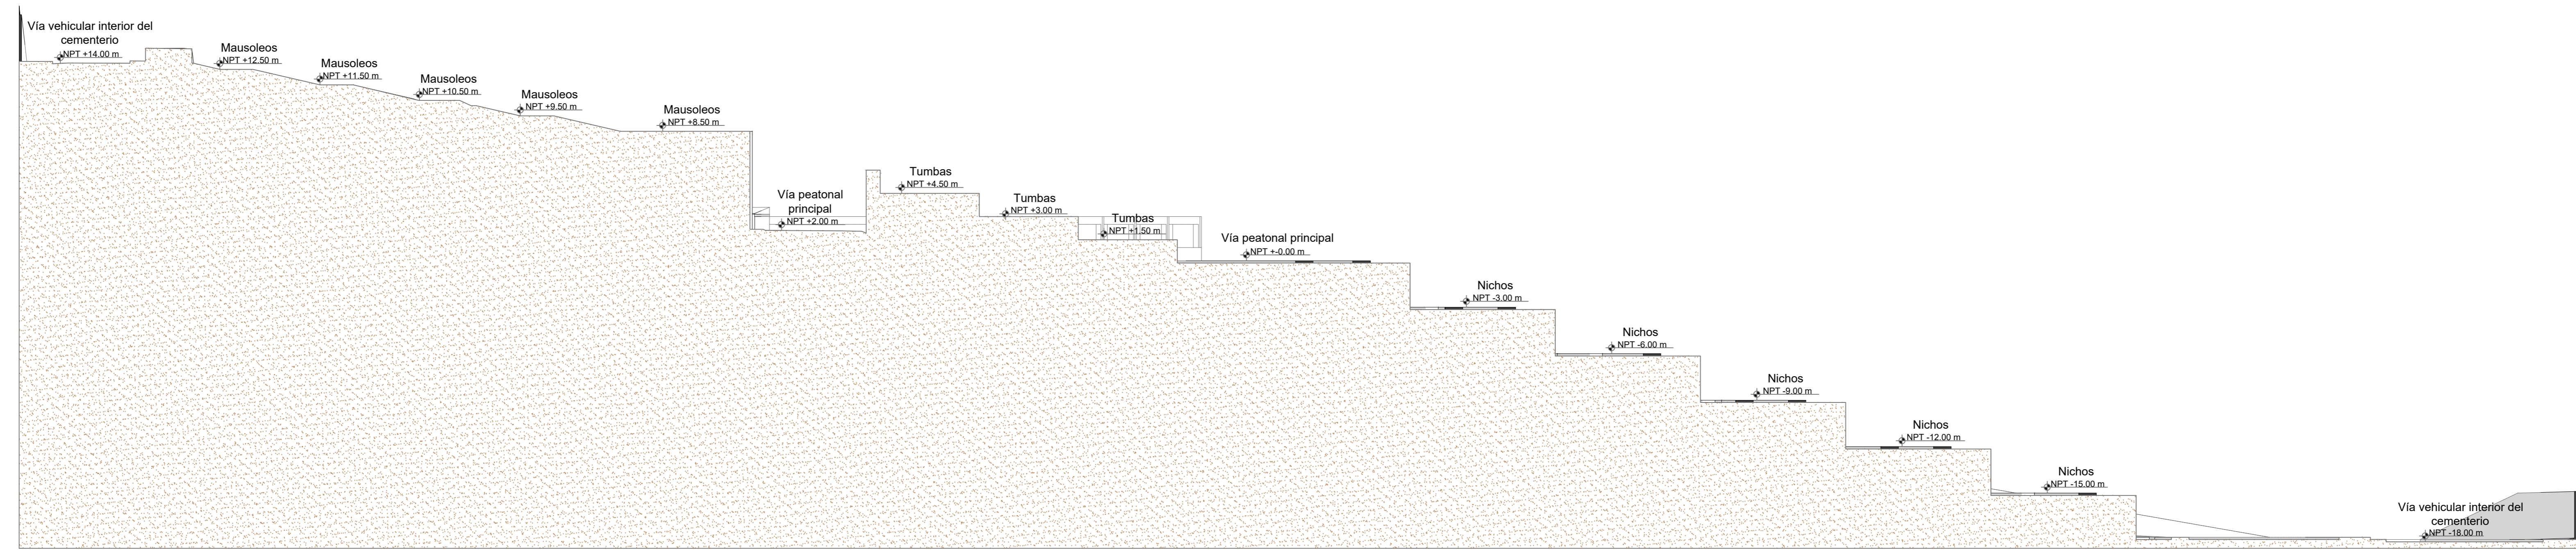 Vía vehicular interior del
cementerio
NPT +14.00 m
Mausoleos
NPT +12.50 m
Mausoleos
NPT +11.50 m
Mausoleos
NPT +10.50 m
Mausoleos
NPT +9.50 m
Mausoleos
NPT +8.50 m
Vía peatonal
principal
NPT +2.00 m
Tumbas
NPT +4.50 m
Tumbas
NPT +3.00 m
Tumbas
NPT +1.50 m
Vía peatonal principal
NPT +-0.00 m
Nichos
NPT -3.00 m
Nichos
NPT -6.00 m
Nichos
NPT -9.00 m
Nichos
NPT -12.00 m
Nichos
NPT -15.00 m
Vía vehicular interior del
cementerio
NPT -18.00 m